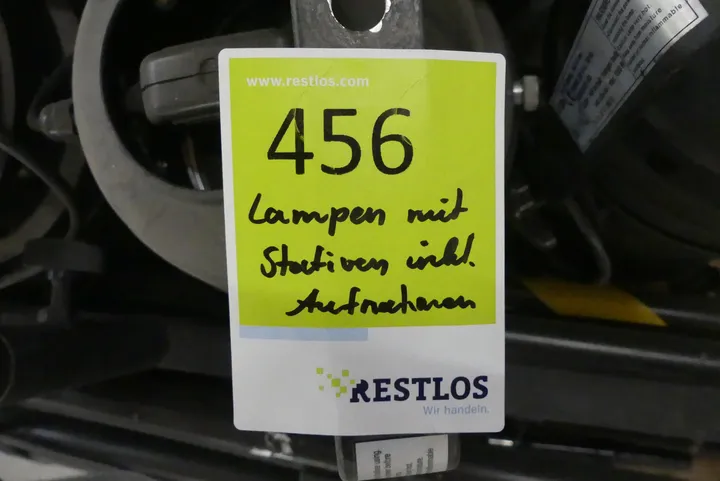 www.restlos.com
456
Lampen mit
Stativen inkl.
Aufnahmen
RESTLOS
Wir handeln.